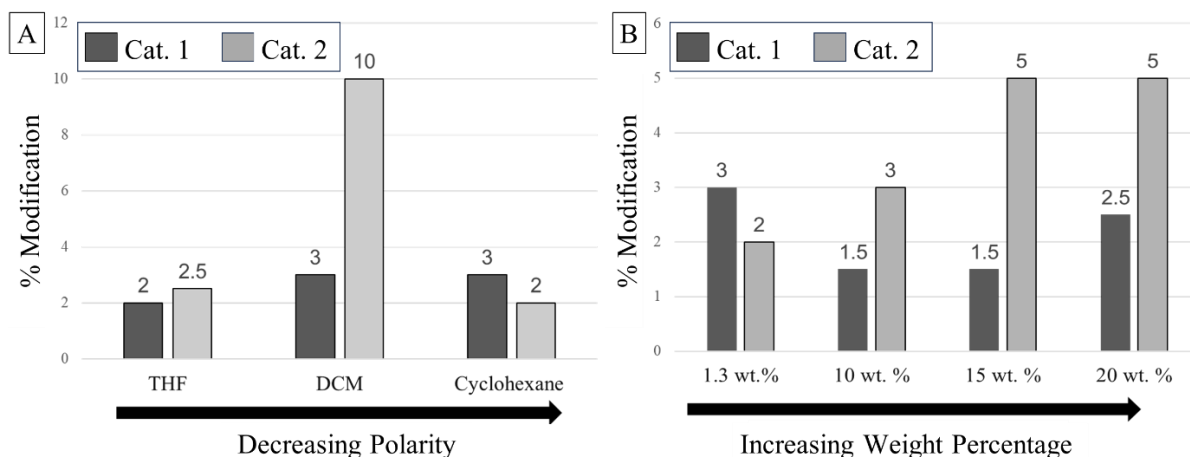 A
Cat. 1 Cat. 2
% Modification
12
10
8
6
4
2
0
2
2.5
3
10
3
2
THF DCM Cyclohexane
Decreasing Polarity
B
Cat. 1 Cat. 2
% Modification
6
5
4
3
2
1
0
3
2
1.5
3
1.5
5
2.5
5
1.3 wt.% 10 wt. % 15 wt. % 20 wt. %
Increasing Weight Percentage